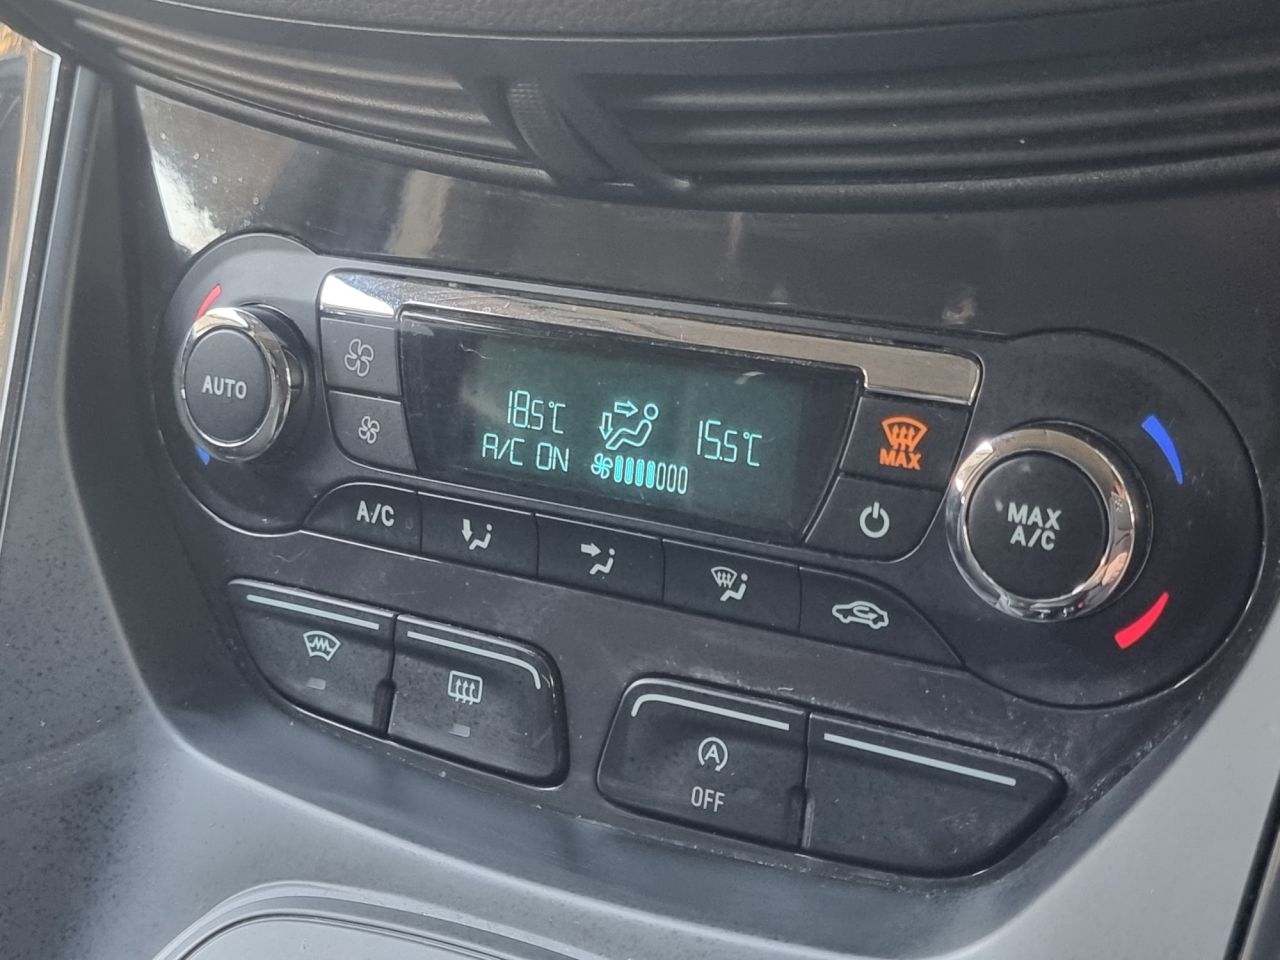 AUTO
18.5°C
15.5°C
A/C ON
MAX
MAX
A/C
A/C
A
OFF